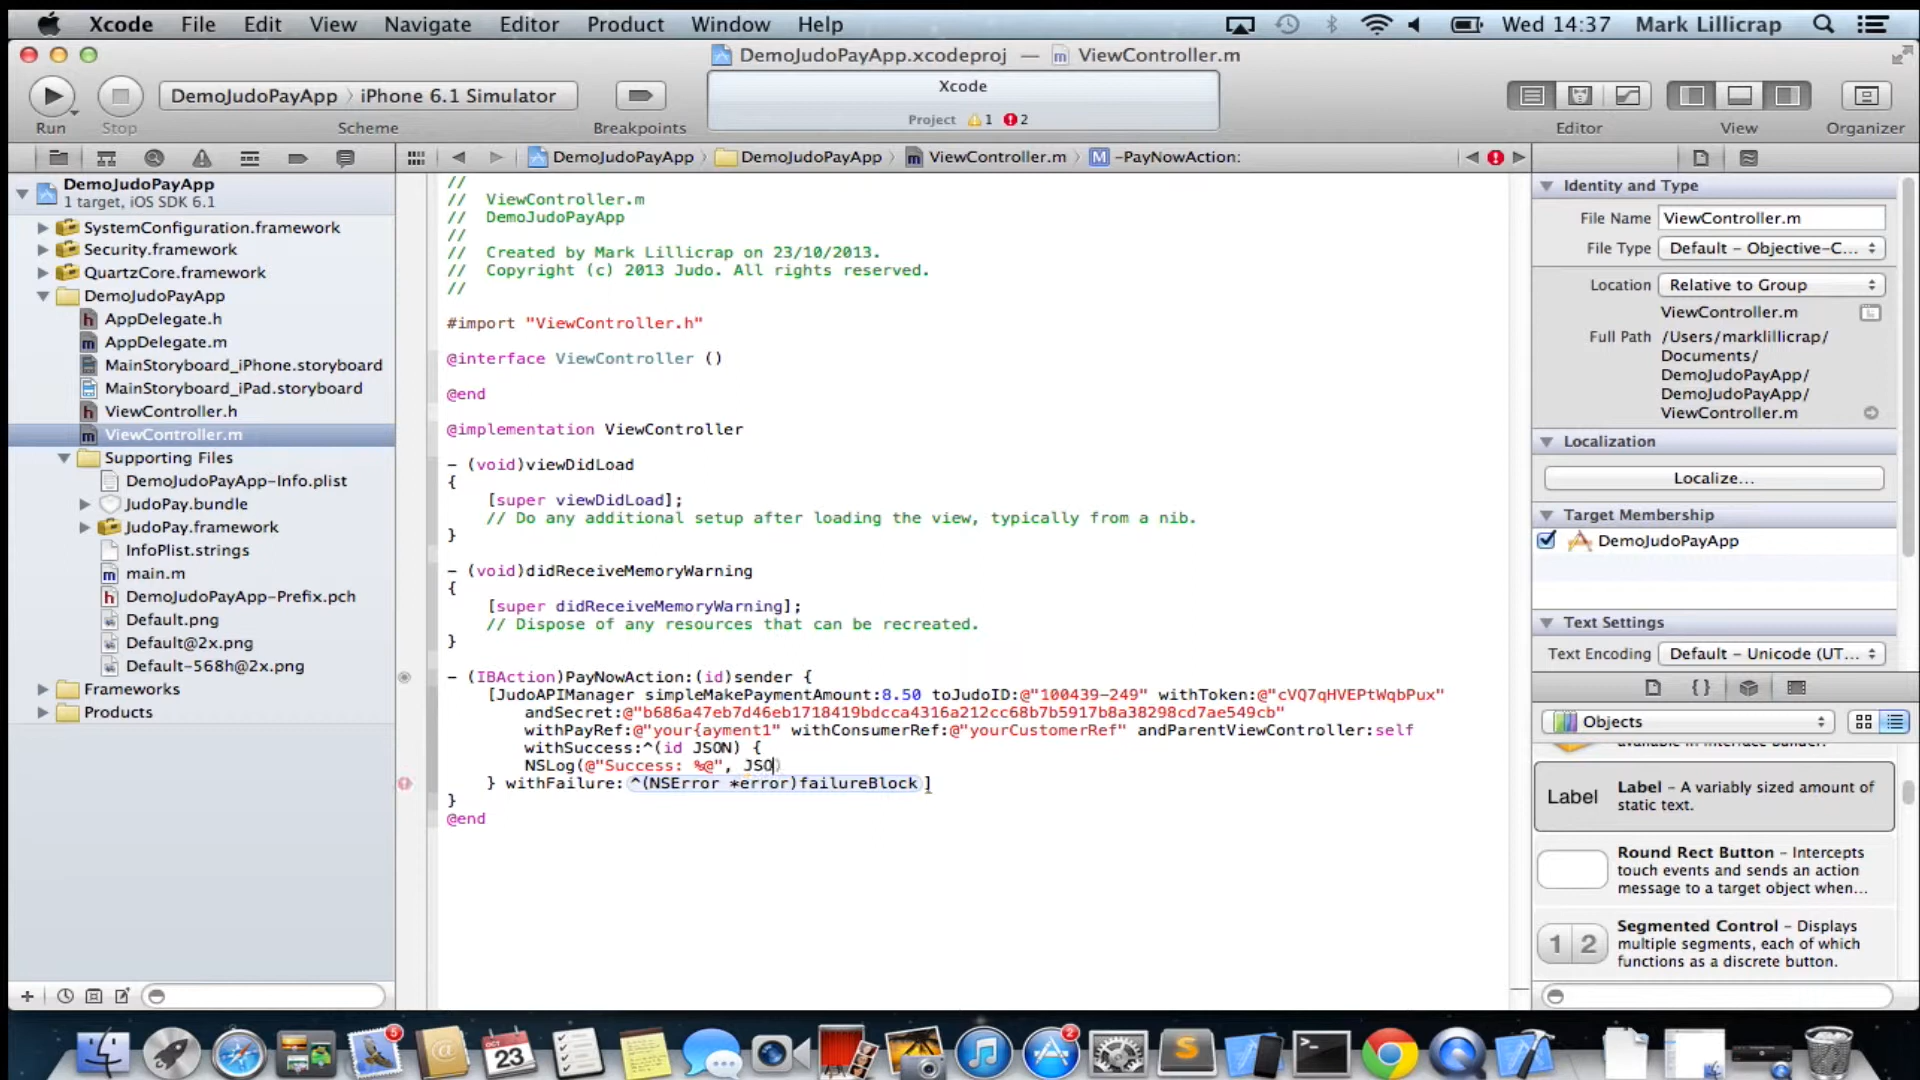 Xcode File Edit View Navigate Editor Product Window Help Wed 14:37 Mark Lillicrap
DemoJudoPayApp.xcodeproj — ViewController.m
DemoJudoPayApp iPhone 6.1 Simulator
Xcode
Project 1 2
Run Stop Scheme Breakpoints Editor View Organizer
DemoJudoPayApp DemoJudoPayApp ViewController.m M -PayNowAction:
DemoJudoPayApp
1 target, iOS SDK 6.1
SystemConfiguration.framework
Security.framework
QuartzCore.framework
DemoJudoPayApp
h AppDelegate.h
m AppDelegate.m
MainStoryboard_iPhone.storyboard
MainStoryboard_iPad.storyboard
h ViewController.h
m ViewController.m
Supporting Files
DemoJudoPayApp-Info.plist
JudoPay.bundle
JudoPay.framework
InfoPlist.strings
m main.m
h DemoJudoPayApp-Prefix.pch
Default.png
Default@2x.png
Default-568h@2x.png
Frameworks
Products
//
// ViewController.m
// DemoJudoPayApp
//
// Created by Mark Lillicrap on 23/10/2013.
// Copyright (c) 2013 Judo. All rights reserved.
//
#import "ViewController.h"
@interface ViewController ()
@end
@implementation ViewController
- (void)viewDidLoad
{
[super viewDidLoad];
// Do any additional setup after loading the view, typically from a nib.
}
- (void)didReceiveMemoryWarning
{
[super didReceiveMemoryWarning];
// Dispose of any resources that can be recreated.
}
- (IBAction)PayNowAction:(id)sender {
[JudoAPIManager simpleMakePaymentAmount:8.50 toJudoID:@"100439-249" withToken:@"cVQ7qHVEPtWqbPux"
andSecret:@"b686a47eb7d46eb1718419bdcca4316a212cc68b7b5917b8a38298cd7ae549cb"
withPayRef:@"your{ayment1" withConsumerRef:@"yourCustomerRef" andParentViewController:self
withSuccess:^(id JSON) {
NSLog(@"Success: %@", JSO)
} withFailure:^(NSError *error)failureBlock]
}
@end
Identity and Type
File Name ViewController.m
File Type Default - Objective-C...
Location Relative to Group
ViewController.m
Full Path /Users/marklillicrap/
Documents/
DemoJudoPayApp/
DemoJudoPayApp/
ViewController.m
Localization
Localize...
Target Membership
DemoJudoPayApp
Text Settings
Text Encoding Default - Unicode (UT...
{}
Objects
available in Interface Builder.
Label
Label - A variably sized amount of
static text.
Round Rect Button - Intercepts
touch events and sends an action
message to a target object when...
1 2
Segmented Control - Displays
multiple segments, each of which
functions as a discrete button.
5
OCT
23
2